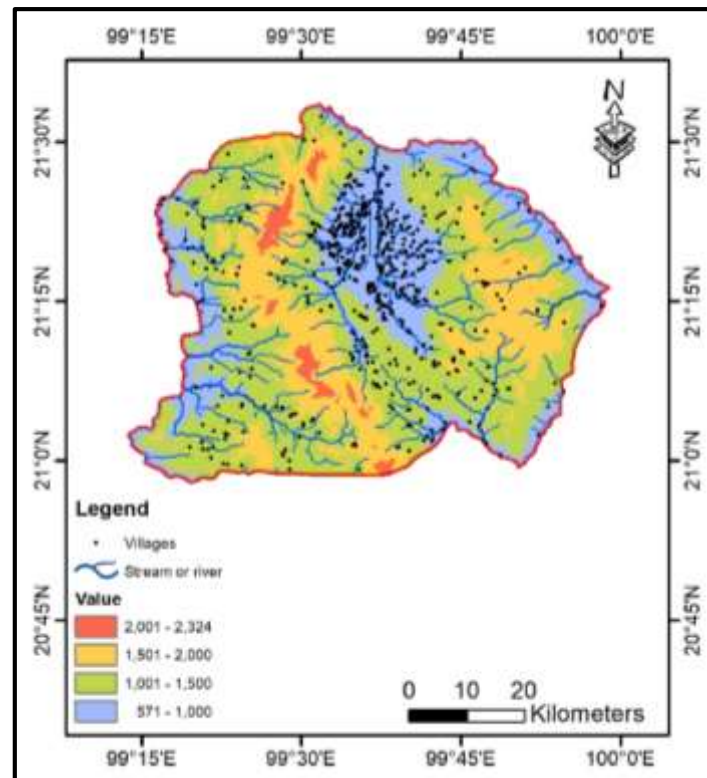 99°15'E 99°30'E 99°45'E 100°0'E
N
21°30'N 21°30'N
21°15'N 21°15'N
21°0'N 21°0'N
Legend
Villages
Stream or river
Value
20°45'N 20°45'N
2,001 - 2,324
1,501 - 2,000
1,001 - 1,500
571 - 1,000
0 10 20
Kilometers
99°15'E 99°30'E 99°45'E 100°0'E